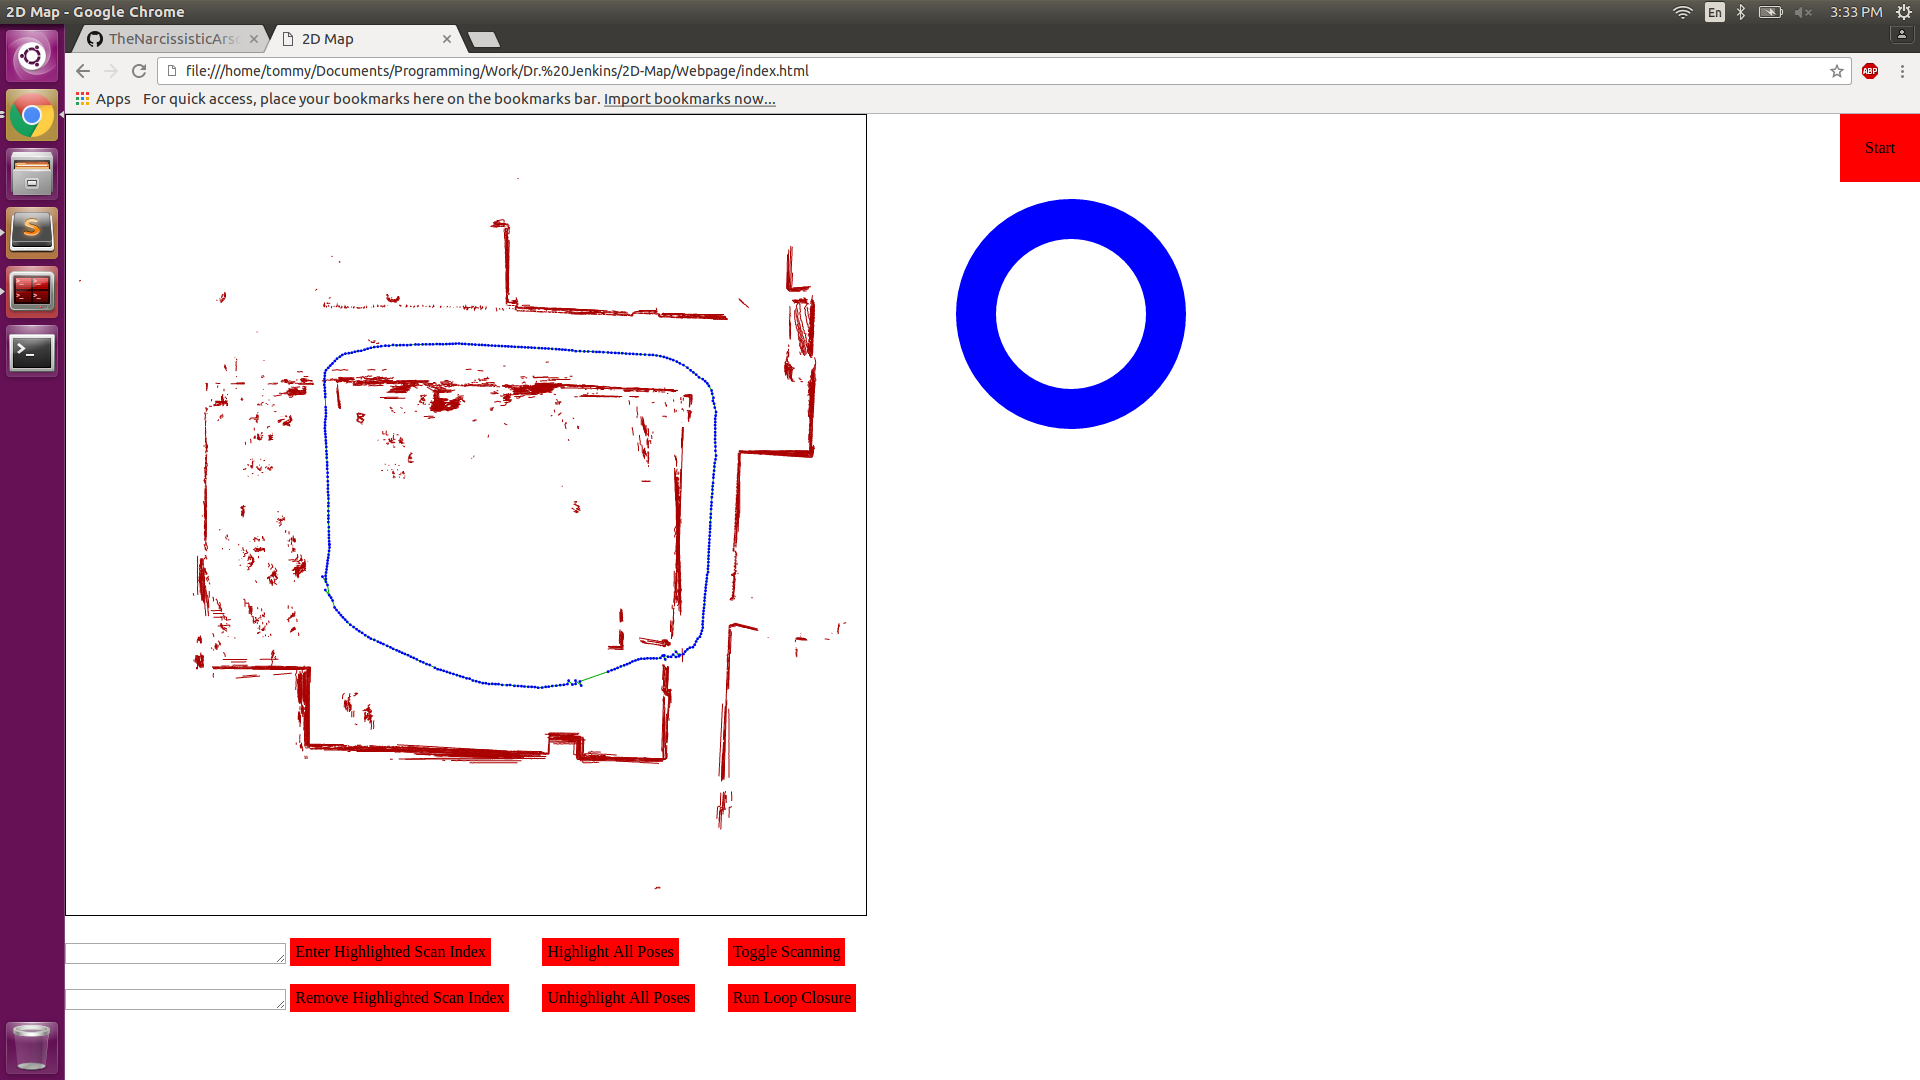 2D Map - Google Chrome
En
3:33 PM
TheNarcissisticArs
2D Map
file:///home/tommy/Documents/Programming/Work/Dr.%20Jenkins/2D-Map/Webpage/index.html
ABP
Apps
For quick access, place your bookmarks here on the bookmarks bar. Import bookmarks now...
Start
Enter Highlighted Scan Index
Highlight All Poses
Toggle Scanning
Remove Highlighted Scan Index
Unhighlight All Poses
Run Loop Closure